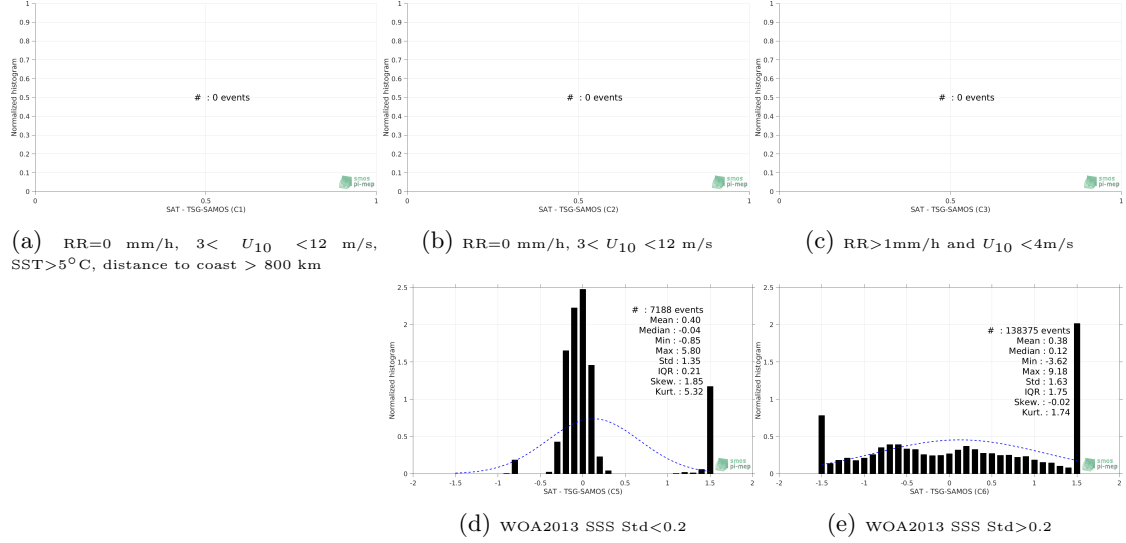 1
0.9
0.8
0.7
0.6
0.5
0.4
0.3
0.2
0.1
0
Normalized histogram
# : 0 events
smos
pi-mep
0 0.5 1
SAT - TSG-SAMOS (C1)
(a) RR=0 mm/h, 3< U10 <12 m/s,
SST>5°C, distance to coast > 800 km
1
0.9
0.8
0.7
0.6
0.5
0.4
0.3
0.2
0.1
0
Normalized histogram
# : 0 events
smos
pi-mep
0 0.5 1
SAT - TSG-SAMOS (C2)
(b) RR=0 mm/h, 3< U10 <12 m/s
1
0.9
0.8
0.7
0.6
0.5
0.4
0.3
0.2
0.1
0
Normalized histogram
# : 0 events
smos
pi-mep
0 0.5 1
SAT - TSG-SAMOS (C3)
(c) RR>1mm/h and U10 <4m/s
2.5
2
1.5
1
0.5
0
Normalized histogram
# : 7188 events
Mean : 0.40
Median : -0.04
Min : -0.85
Max : 5.80
Std : 1.35
IQR : 0.21
Skew. : 1.85
Kurt. : 5.32
smos
pi-mep
-2 -1.5 -1 -0.5 0 0.5 1 1.5 2
SAT - TSG-SAMOS (C5)
(d) WOA2013 SSS Std<0.2
2.5
2
1.5
1
0.5
0
Normalized histogram
# : 138375 events
Mean : 0.38
Median : 0.12
Min : -3.62
Max : 9.18
Std : 1.63
IQR : 1.75
Skew. : -0.02
Kurt. : 1.74
smos
pi-mep
-2 -1.5 -1 -0.5 0 0.5 1 1.5 2
SAT - TSG-SAMOS (C6)
(e) WOA2013 SSS Std>0.2